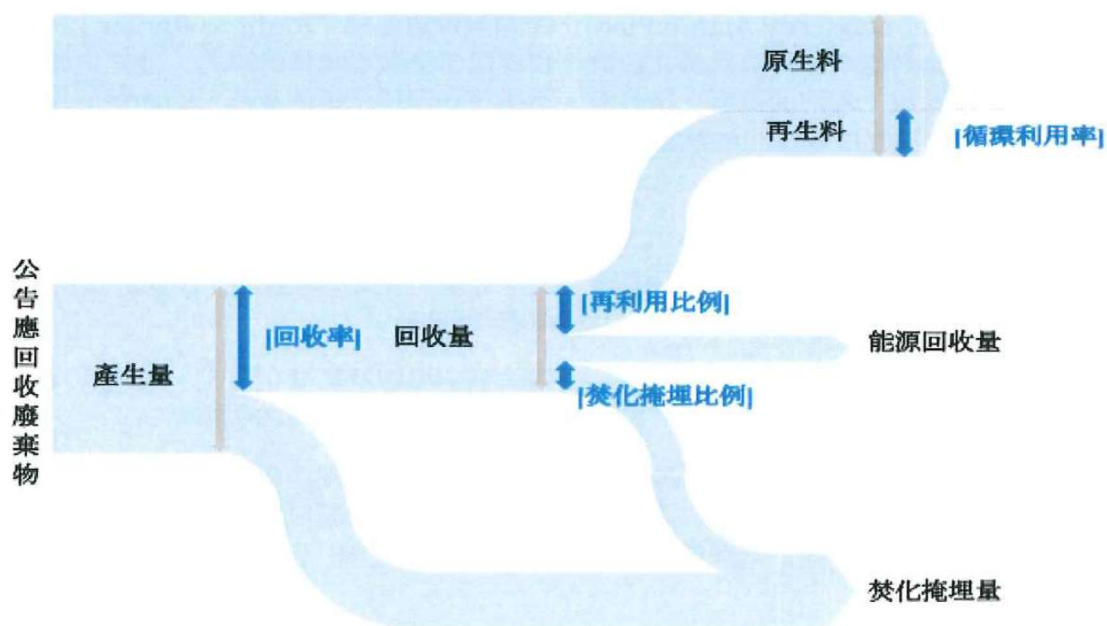 原生料
再生料
[循環利用率]
公告應回收廢棄物
產生量
[回收率]
回收量
[再利用比例]
能源回收量
[焚化掩埋比例]
焚化掩埋量